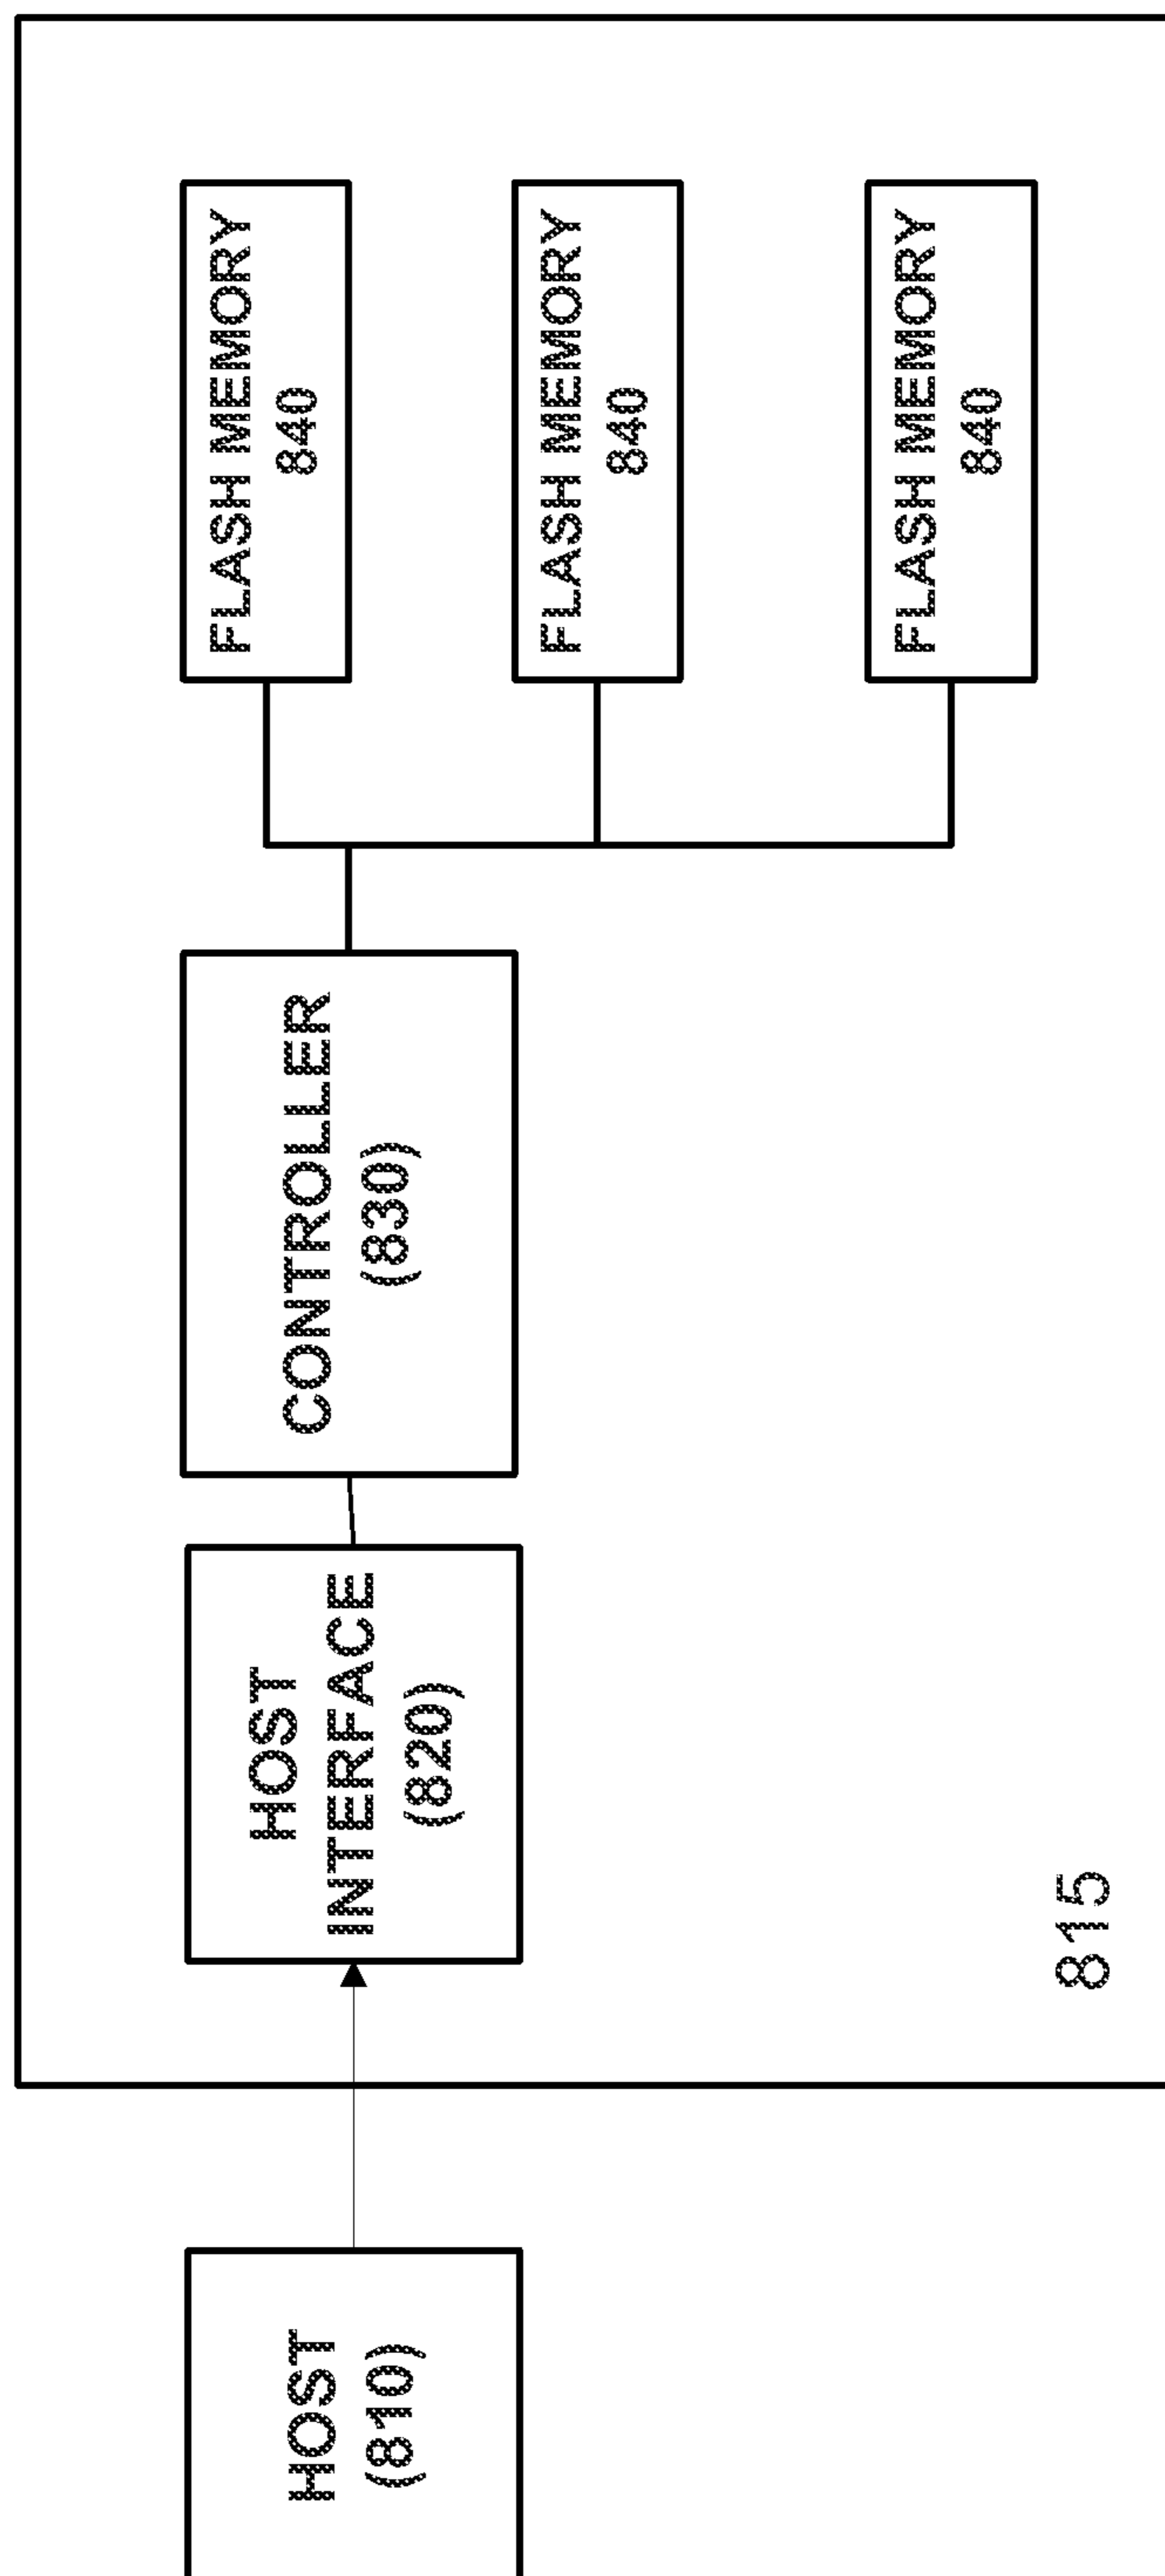 HOST
(810)
HOST
INTERFACE
(820)
CONTROLLER
(830)
FLASH MEMORY
840
FLASH MEMORY
840
FLASH MEMORY
840
815